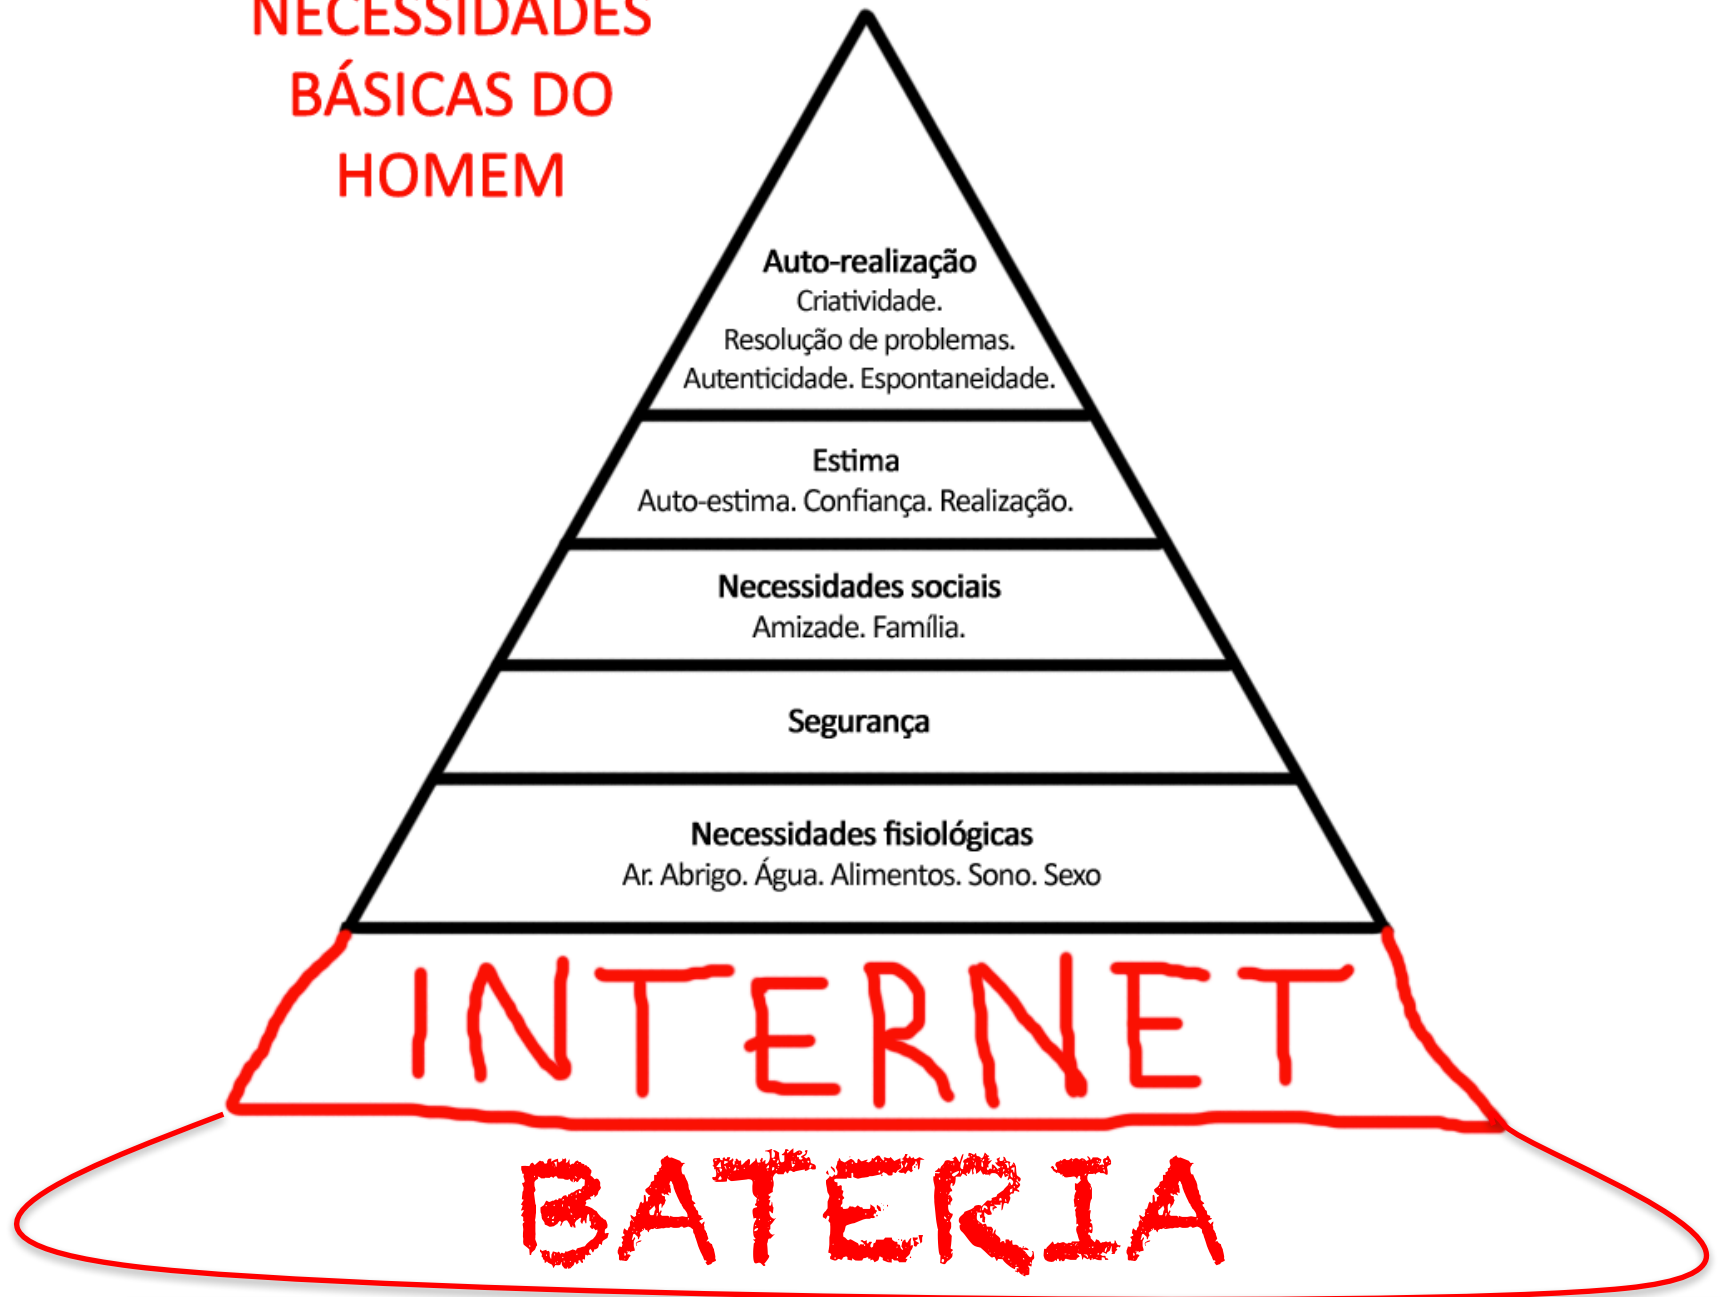 NECESSIDADES
BÁSICAS DO
HOMEM
Auto-realização
Criatividade.
Resolução de problemas.
Autenticidade. Espontaneidade.
Estima
Auto-estima. Confiança. Realização.
Necessidades sociais
Amizade. Família.
Segurança
Necessidades fisiológicas
Ar. Abrigo. Água. Alimentos. Sono. Sexo
INTERNET
BATERIA